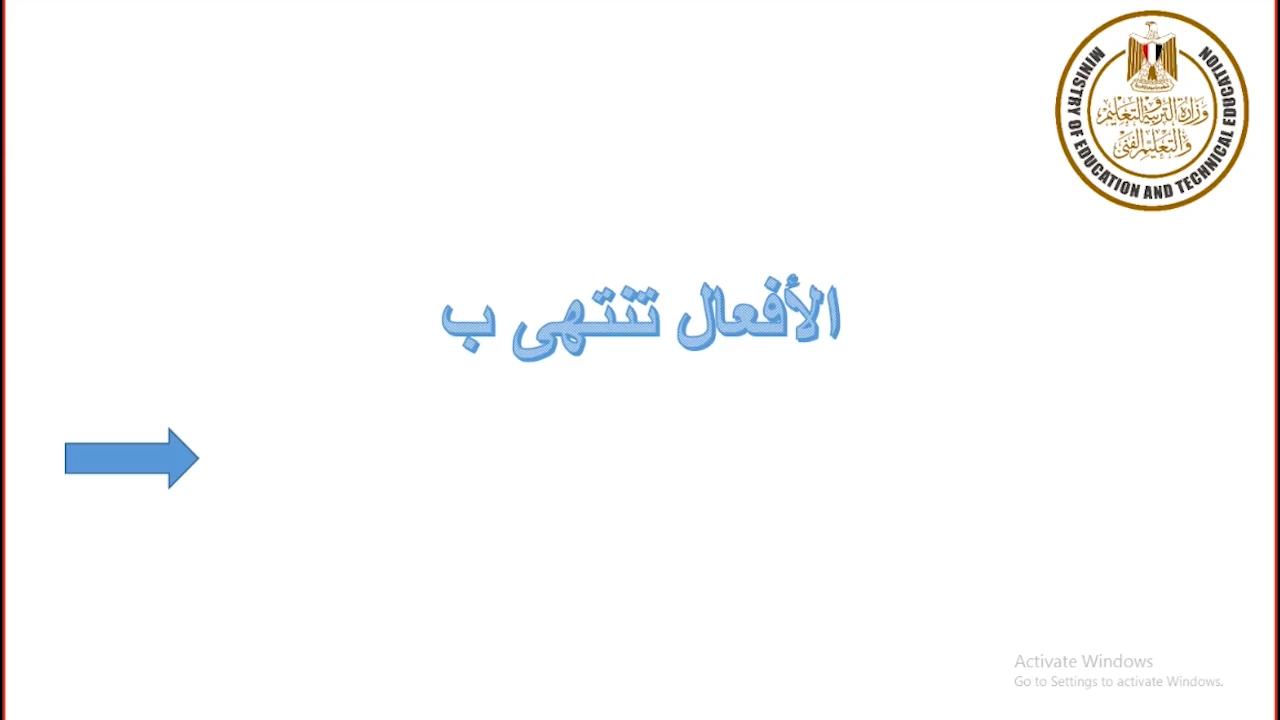 MINISTRY OF EDUCATION AND TECHNICAL EDUCATION
وزارة التربية والتعليم
والتعليم الفنى
الأفعال تنتهى ب
Activate Windows
Go to Settings to activate Windows.